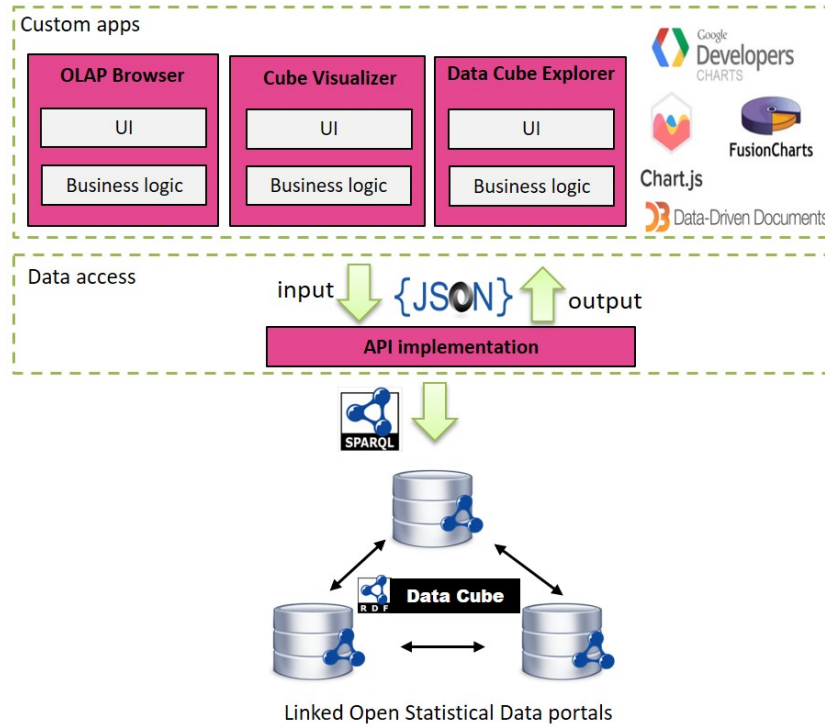 Custom apps
OLAP Browser
UI
Business logic
Cube Visualizer
UI
Business logic
Data Cube Explorer
UI
Business logic
Google
Developers
CHARTS
Chart.js
FusionCharts
D3 Data-Driven Documents
Data access
input
{JSON}
output
API implementation
SPARQL
RDF
Data Cube
Linked Open Statistical Data portals